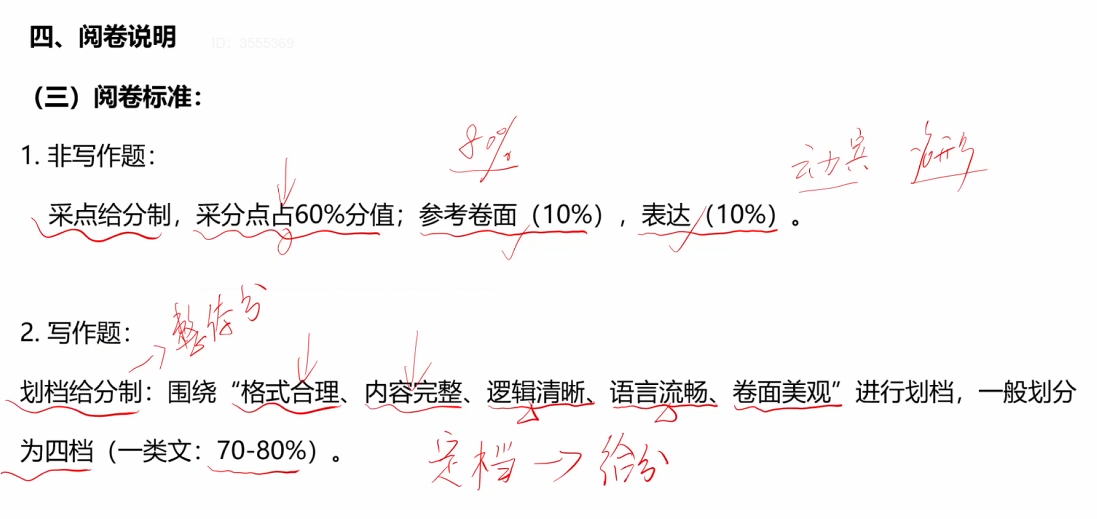 四、阅卷说明
ID: 3555369
（三）阅卷标准：
1. 非写作题：
80%
动宾
采点给分制，采分点占60%分值；参考卷面（10%），表达（10%）。
整体分
2. 写作题：
划档给分制：围绕“格式合理、内容完整、逻辑清晰、语言流畅、卷面美观”进行划档，一般划分
为四档（一类文：70-80%）。
定档→给分